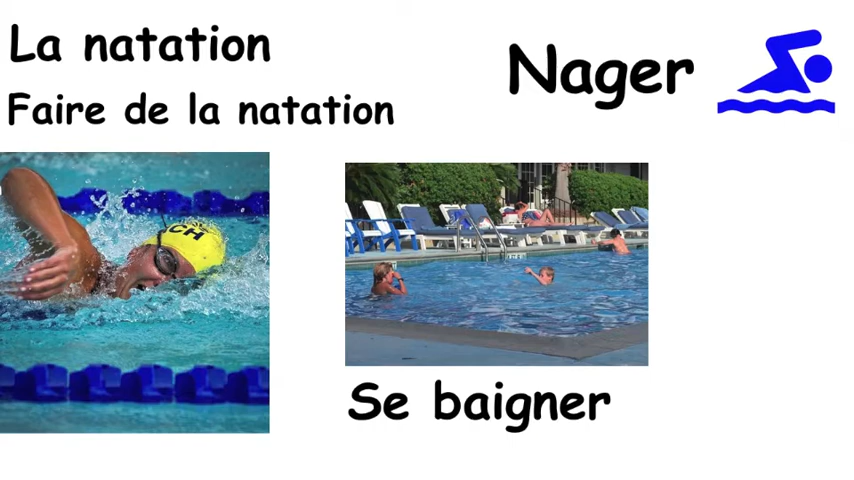 La natation
Faire de la natation
Nager
Se baigner